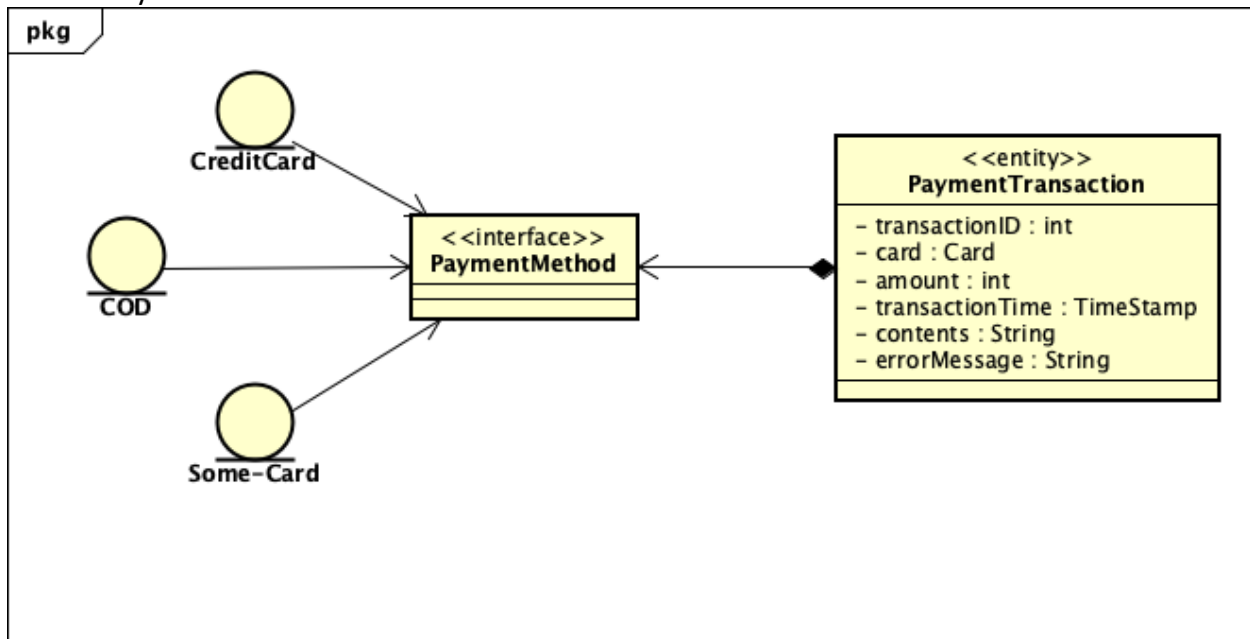 pkg
CreditCard
COD
Some-Card
<<interface>>
PaymentMethod
<<entity>>
PaymentTransaction
- transactionID : int
- card : Card
- amount : int
- transactionTime : TimeStamp
- contents : String
- errorMessage : String